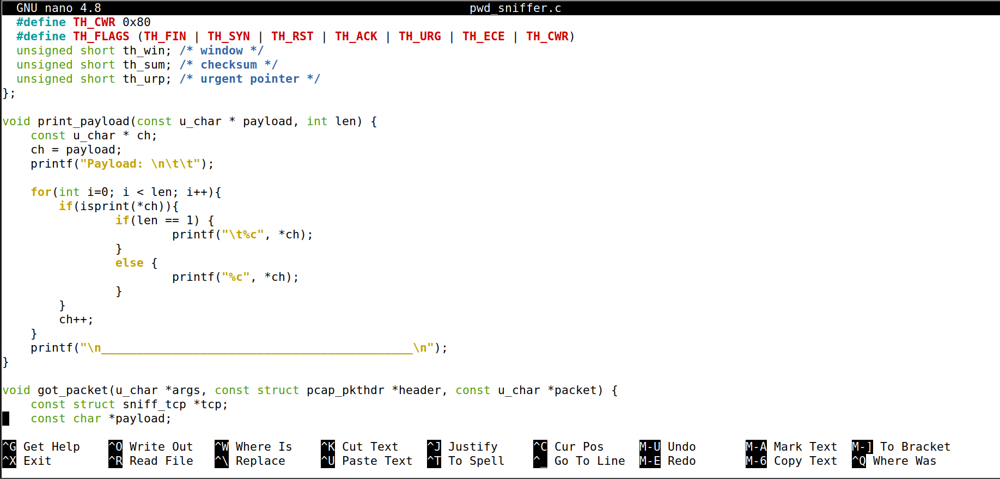 GNU nano 4.8 pwd_sniffer.c
#define TH_CWR 0x80
#define TH_FLAGS (TH_FIN | TH_SYN | TH_RST | TH_ACK | TH_URG | TH_ECE | TH_CWR)
unsigned short th_win; /* window */
unsigned short th_sum; /* checksum */
unsigned short th_urp; /* urgent pointer */
};
void print_payload(const u_char * payload, int len) {
const u_char * ch;
ch = payload;
printf("Payload: \n\t\t");
for(int i=0; i < len; i++){
if(isprint(*ch)){
if(len == 1) {
printf("\t%c", *ch);
}
else {
printf("%c", *ch);
}
}
ch++;
}
printf("\n____________________________________________\n");
}
void got_packet(u_char *args, const struct pcap_pkthdr *header, const u_char *packet) {
const struct sniff_tcp *tcp;
const char *payload;
^G Get Help ^O Write Out ^W Where Is ^K Cut Text ^J Justify ^C Cur Pos M-U Undo M-A Mark Text M-] To Bracket
^X Exit ^R Read File ^\ Replace ^U Paste Text ^T To Spell ^_ Go To Line M-E Redo M-6 Copy Text ^Q Where Was